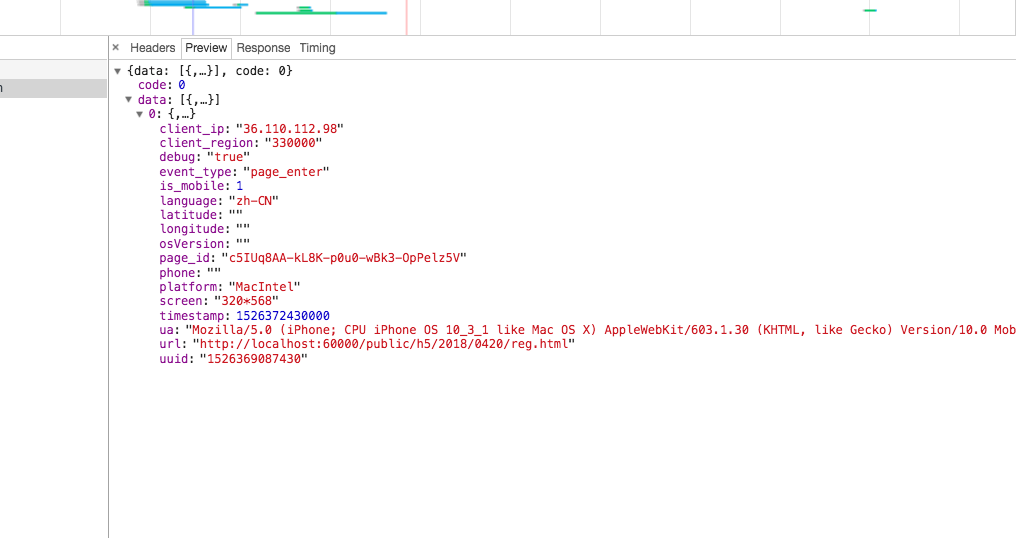 × Headers Preview Response Timing
▼ {data: [{,…}], code: 0}
code: 0
▼ data: [{,…}]
▼ 0: {,…}
client_ip: "36.110.112.98"
client_region: "330000"
debug: "true"
event_type: "page_enter"
is_mobile: 1
language: "zh-CN"
latitude: ""
longitude: ""
osVersion: ""
page_id: "c5IUq8AA-kL8K-p0u0-wBk3-OpPelz5V"
phone: ""
platform: "MacIntel"
screen: "320*568"
timestamp: 1526372430000
ua: "Mozilla/5.0 (iPhone; CPU iPhone OS 10_3_1 like Mac OS X) AppleWebKit/603.1.30 (KHTML, like Gecko) Version/10.0 Mob
url: "http://localhost:60000/public/h5/2018/0420/reg.html"
uuid: "1526369087430"